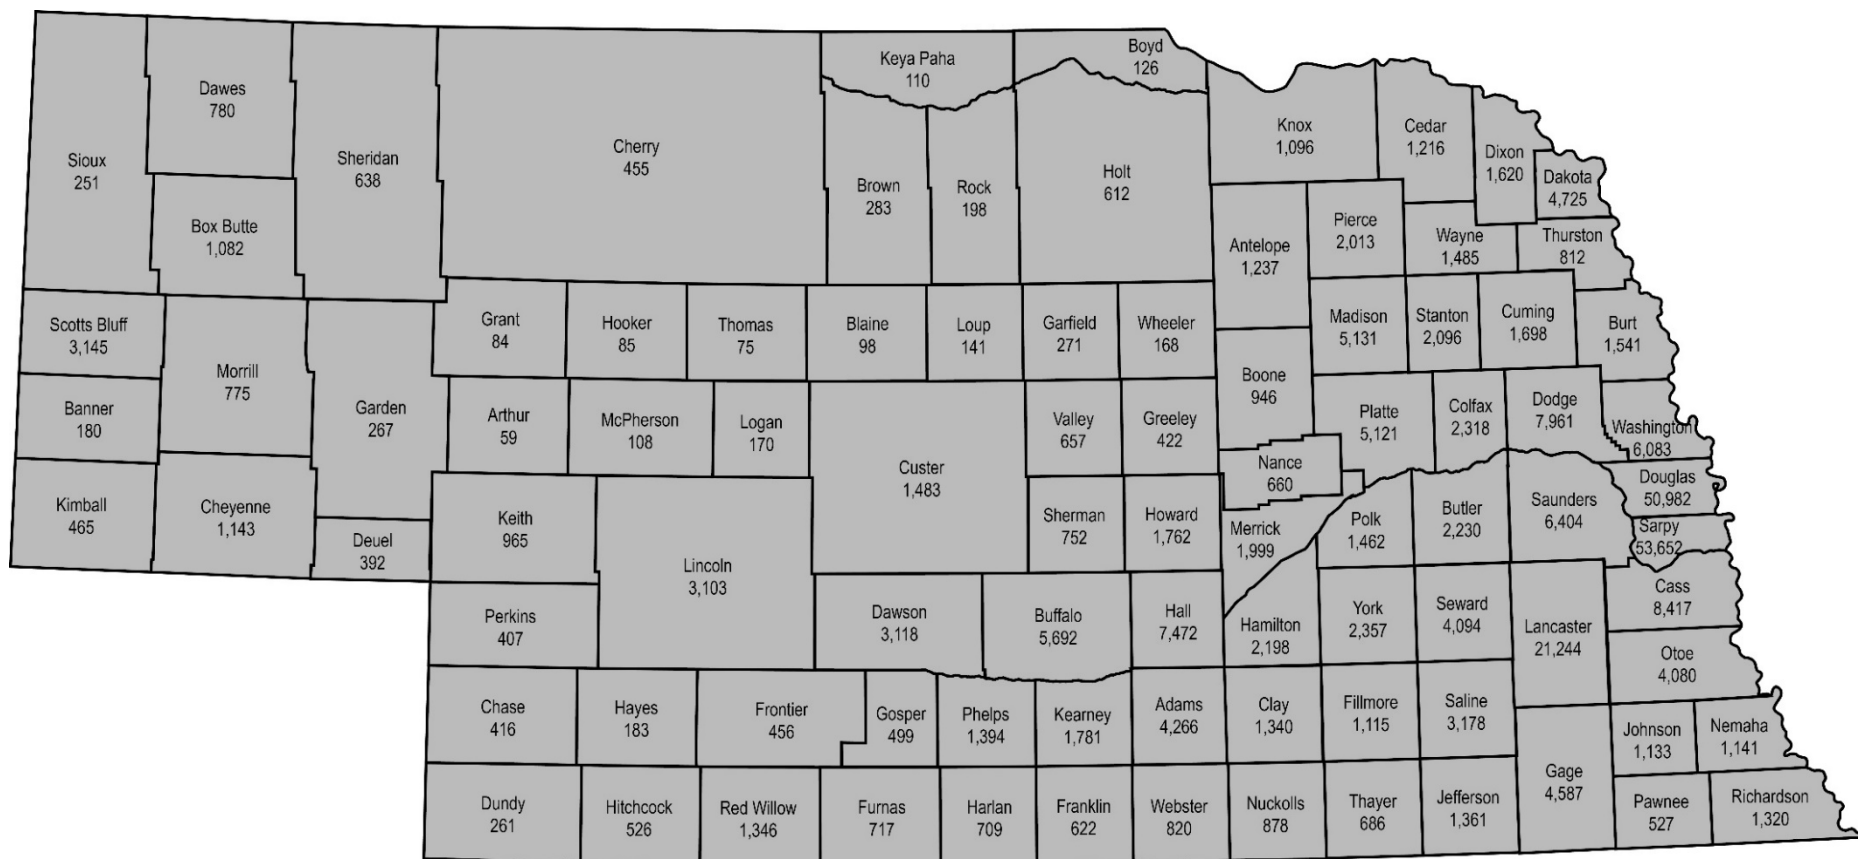 Sioux
251
Dawes
780
Box Butte
1,082
Sheridan
638
Cherry
455
Keya Paha
110
Brown
283
Rock
198
Boyd
126
Holt
612
Knox
1,096
Cedar
1,216
Dixon
1,620
Dakota
4,725
Antelope
1,237
Pierce
2,013
Wayne
1,485
Thurston
812
Scotts Bluff
3,145
Banner
180
Kimball
465
Morrill
775
Cheyenne
1,143
Garden
267
Deuel
392
Grant
84
Hooker
85
Thomas
75
Blaine
98
Loup
141
Garfield
271
Wheeler
168
Madison
5,131
Stanton
2,096
Cuming
1,698
Burt
1,541
Arthur
59
McPherson
108
Logan
170
Custer
1,483
Valley
657
Greeley
422
Boone
946
Platte
5,121
Colfax
2,318
Dodge
7,961
Washington
6,083
Nance
660
Keith
965
Lincoln
3,103
Sherman
752
Howard
1,762
Merrick
1,999
Polk
1,462
Butler
2,230
Saunders
6,404
Douglas
50,982
Sarpy
53,652
Perkins
407
Dawson
3,118
Buffalo
5,692
Hall
7,472
Hamilton
2,198
York
2,357
Seward
4,094
Lancaster
21,244
Cass
8,417
Otoe
4,080
Chase
416
Hayes
183
Frontier
456
Gosper
499
Phelps
1,394
Kearney
1,781
Adams
4,266
Clay
1,340
Fillmore
1,115
Saline
3,178
Gage
4,587
Johnson
1,133
Nemaha
1,141
Dundy
261
Hitchcock
526
Red Willow
1,346
Furnas
717
Harlan
709
Franklin
622
Webster
820
Nuckolls
878
Thayer
686
Jefferson
1,361
Pawnee
527
Richardson
1,320